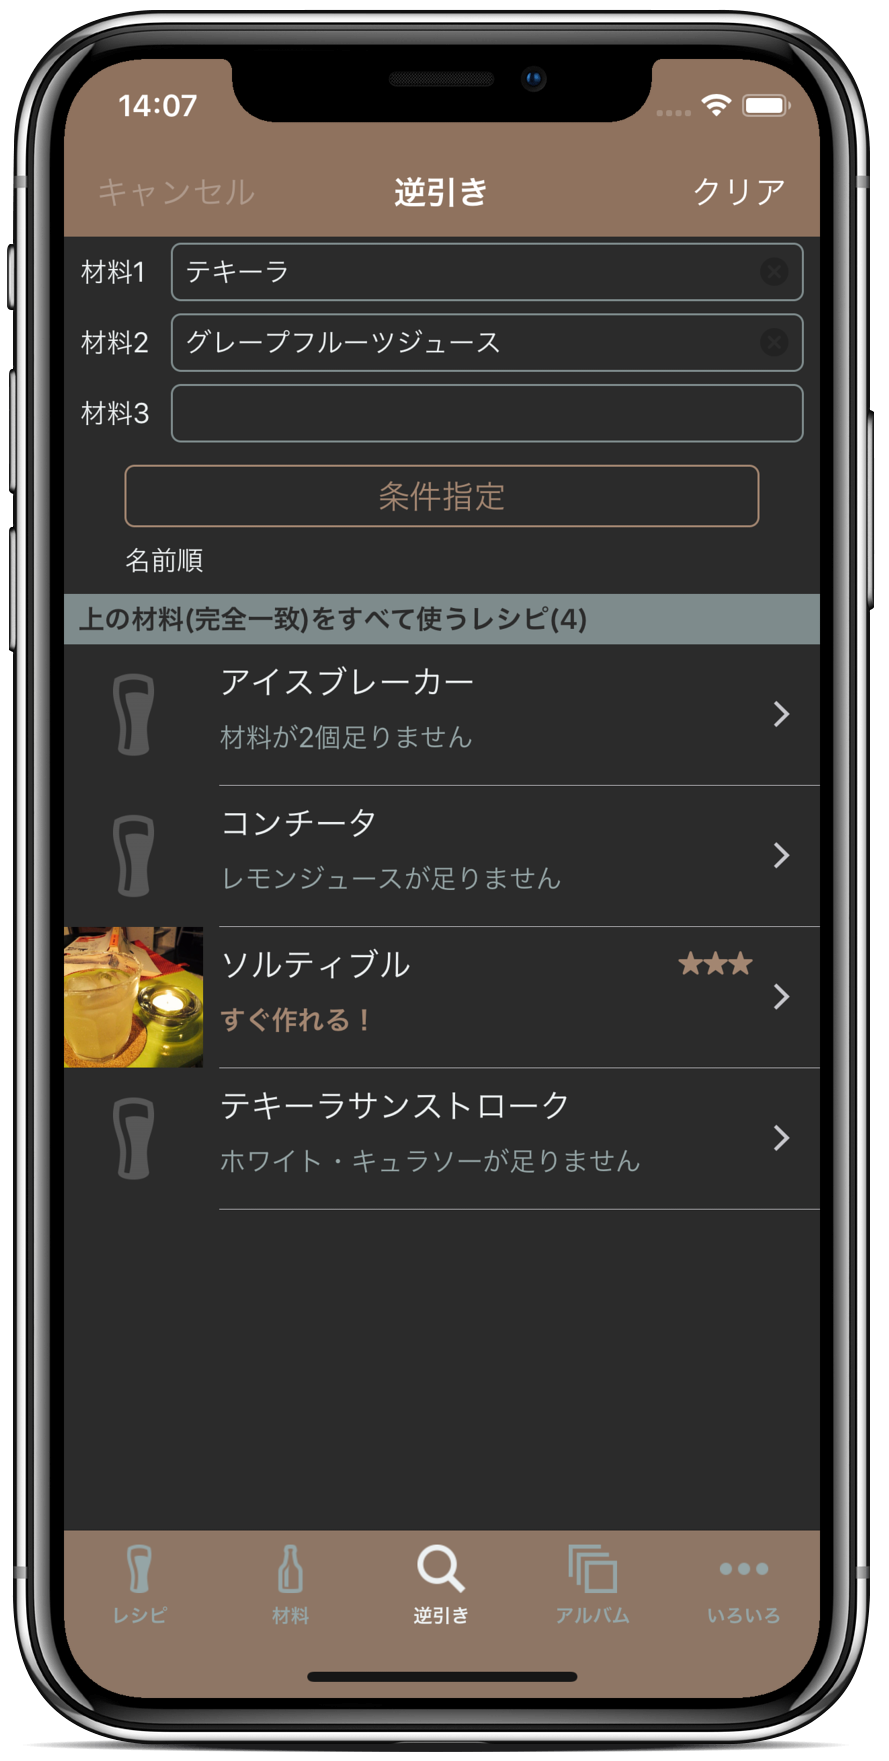 14:07
キャンセル 逆引き クリア
材料1 テキーラ
材料2 グレープフルーツジュース
材料3
条件指定
名前順
上の材料(完全一致)をすべて使うレシピ(4)
アイスブレーカー
材料が2個足りません
コンチータ
レモンジュースが足りません
ソルティブル ★★★
すぐ作れる！
テキーラサンストローク
ホワイト・キュラソーが足りません
レシピ 材料 逆引き アルバム いろいろ